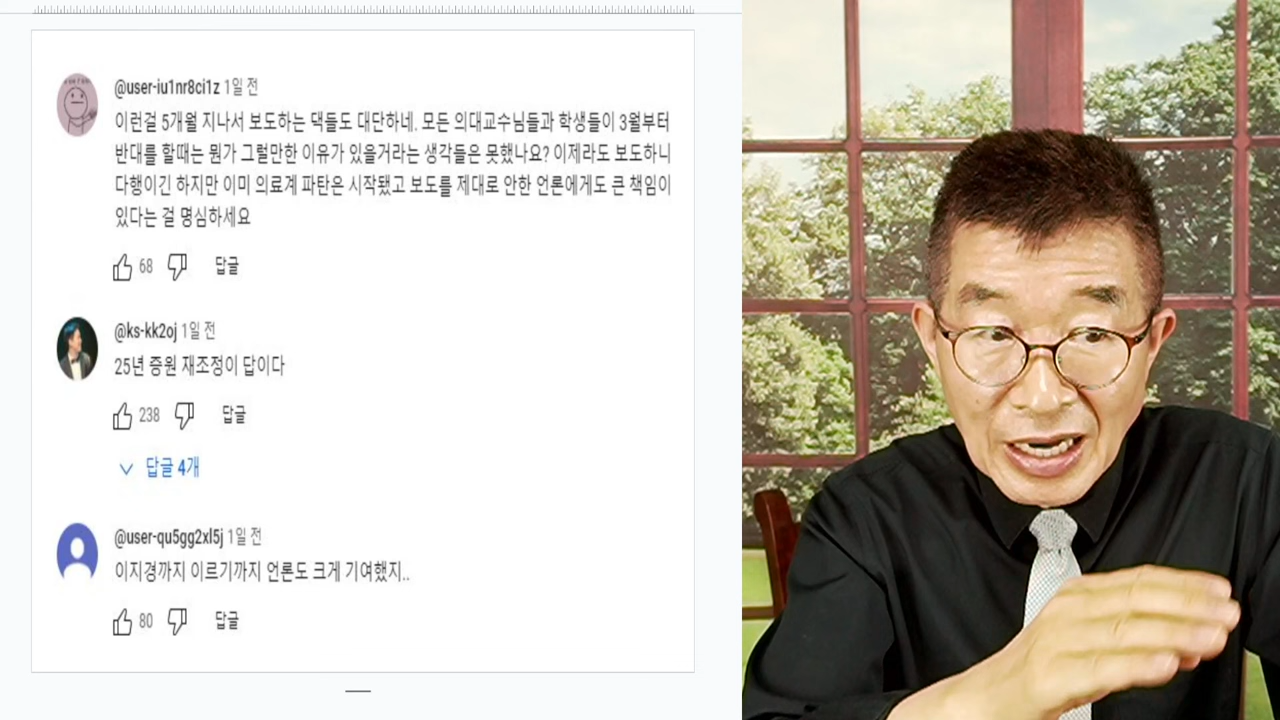 @user-iu1nr8ci1z 1일 전
이런걸 5개월 지나서 보도하는 댁들도 대단하네. 모든 의대교수님들과 학생들이 3월부터
반대를 할때는 뭔가 그럴만한 이유가 있을거라는 생각들은 못했나요? 이제라도 보도하니
다행이긴 하지만 이미 의료계 파탄은 시작됐고 보도를 제대로 안한 언론에게도 큰 책임이
있다는 걸 명심하세요
68 답글
@ks-kk2oj 1일 전
25년 증원 재조정이 답이다
238 답글
답글 4개
@user-qu5gg2xl5j 1일 전
이지경까지 이르기까지 언론도 크게 기여했지..
80 답글